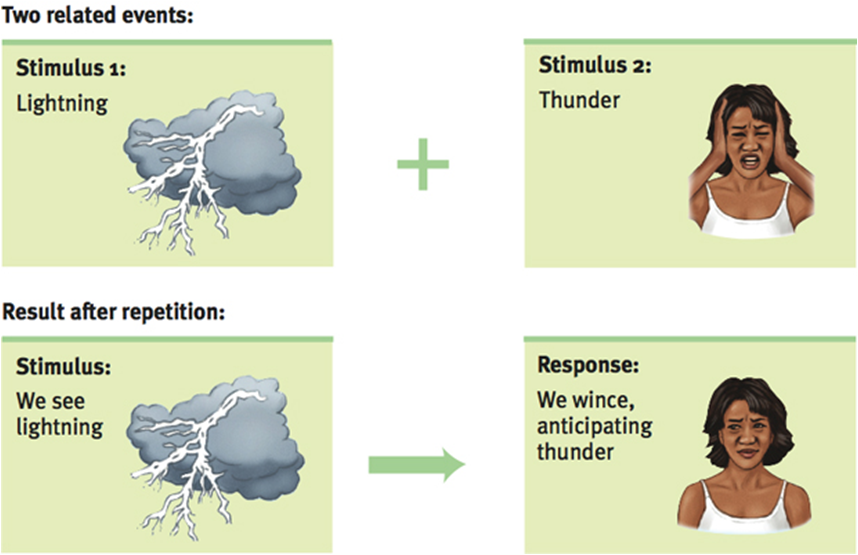 Two related events:
Stimulus 1:
Lightning
Stimulus 2:
Thunder
Result after repetition:
Stimulus:
We see
lightning
Response:
We wince,
anticipating
thunder